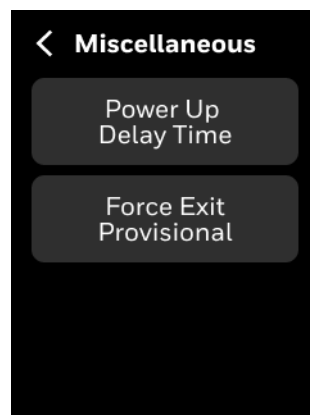 Miscellaneous
Power Up
Delay Time
Force Exit
Provisional